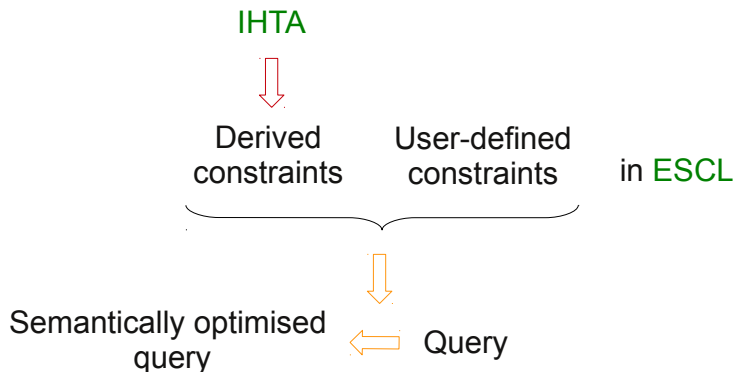 IHTA
Derived
constraints
User-defined
constraints
in ESCL
Semantically optimised
query
Query